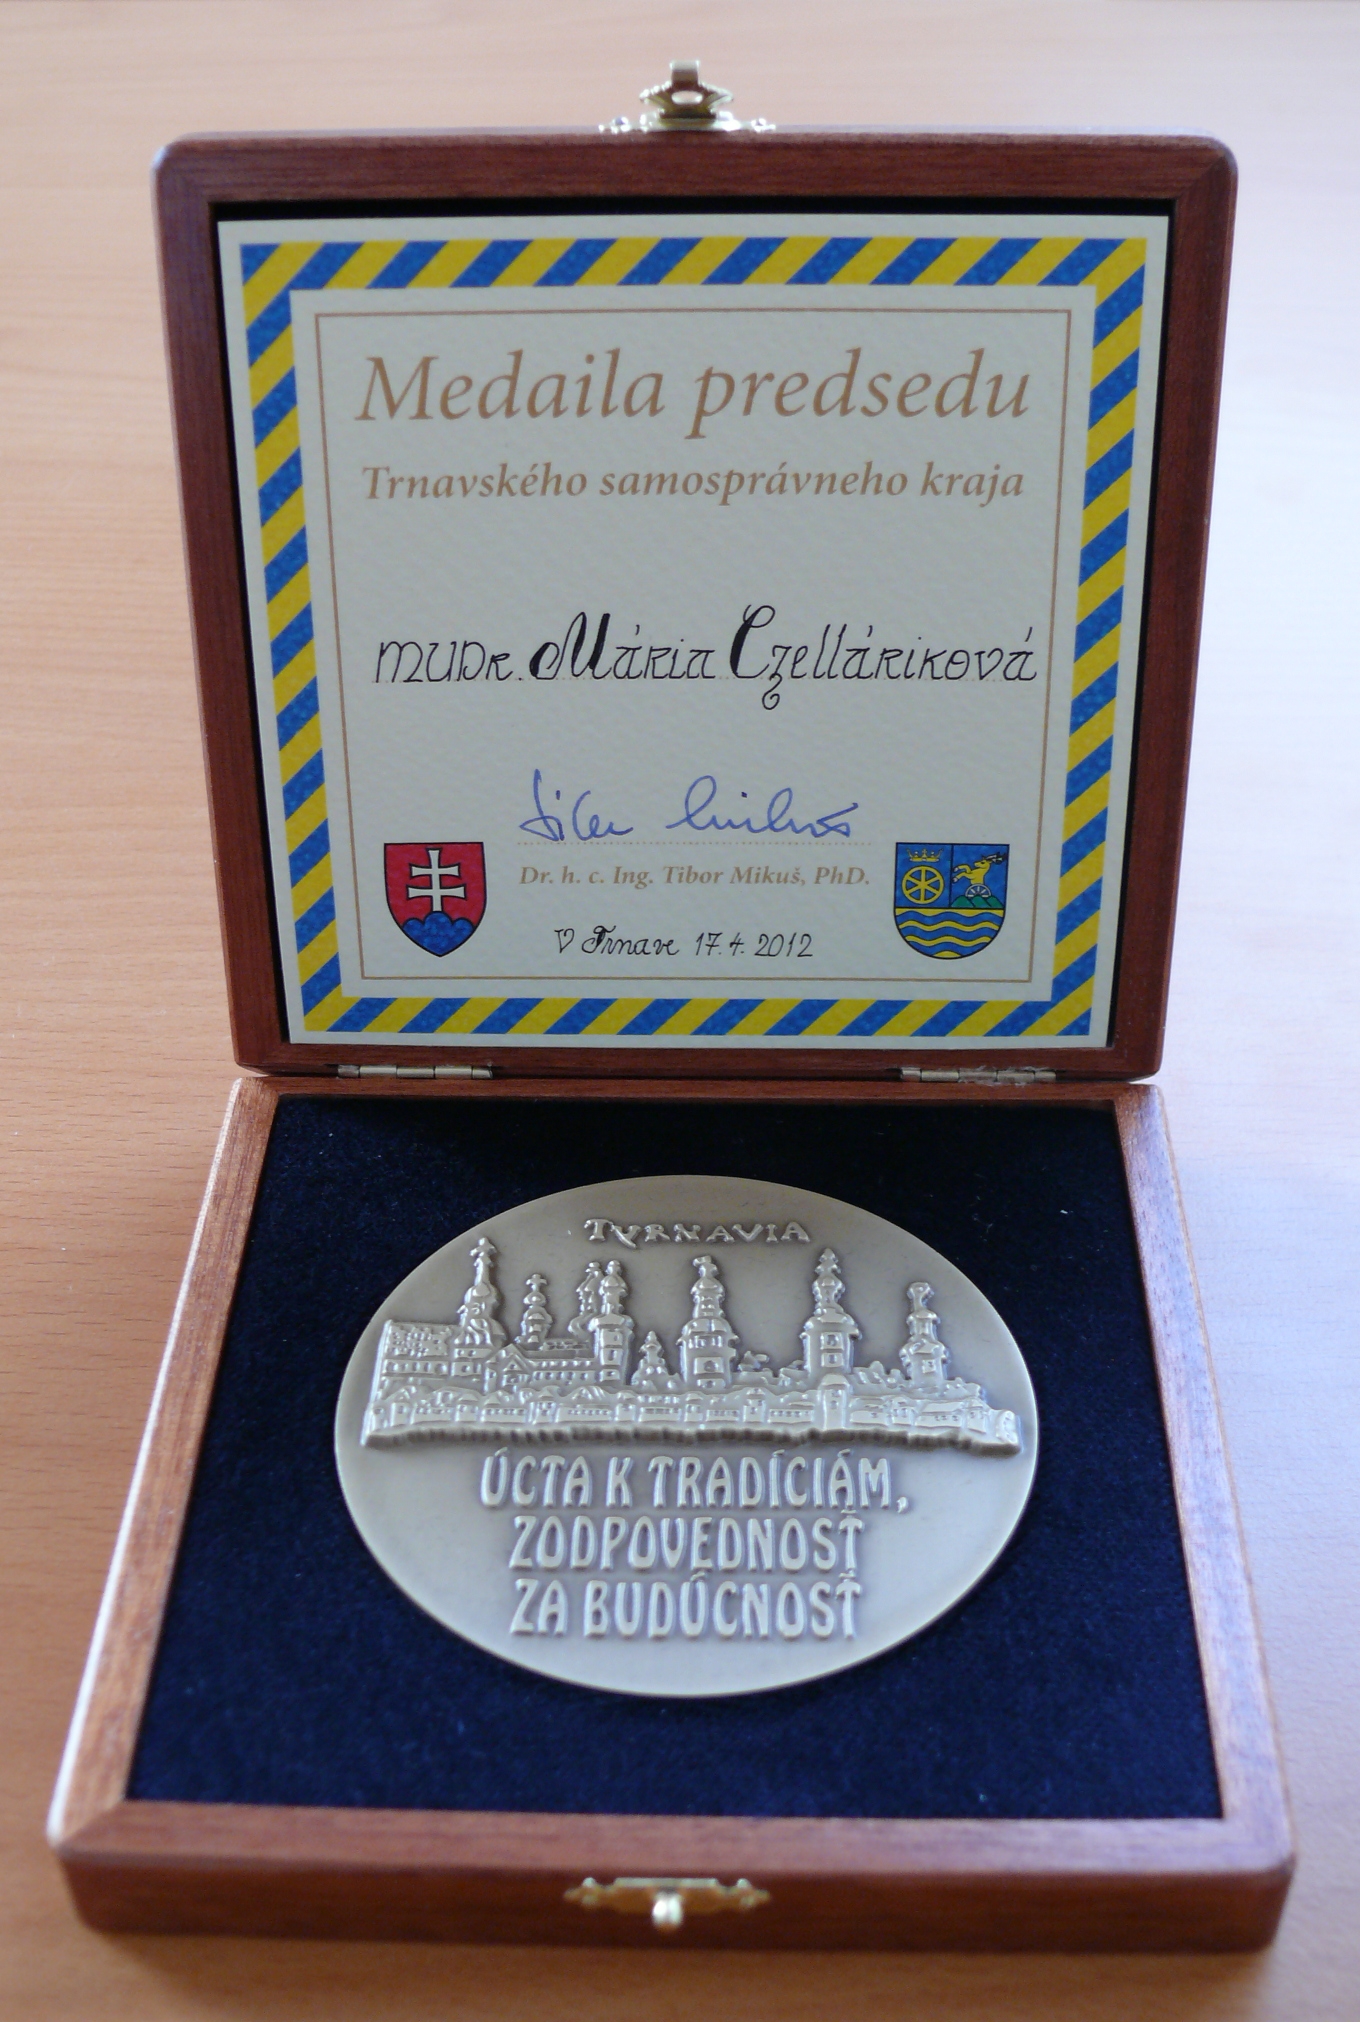 Medaila predsedu
Trnavského samosprávneho kraja
MUDr. Mária Czelláriková
Dr. h. c. Ing. Tibor Mikuš, PhD.
V Trnave 17. 4. 2012
TYRNAVIA
ÚCTA K TRADÍCIÁM,
ZODPOVEDNOSŤ
ZA BUDÚCNOSŤ